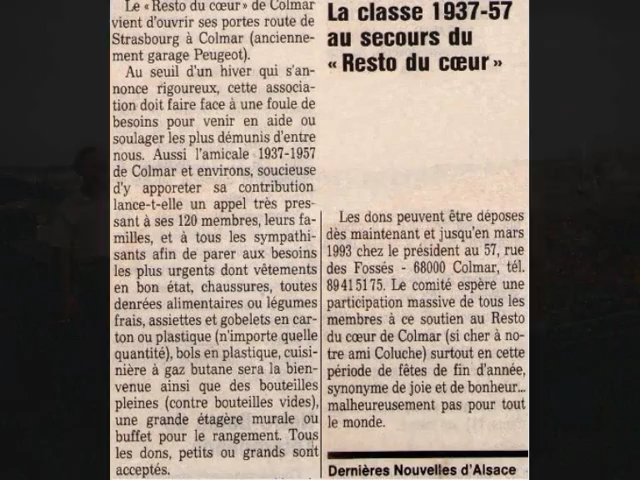 Le « Resto du cœur » de Colmar
vient d'ouvrir ses portes route de
Strasbourg à Colmar (ancienne-
ment garage Peugeot).
Au seuil d'un hiver qui s'an-
nonce rigoureux, cette associa-
tion doit faire face à une foule de
besoins pour venir en aide ou
soulager les plus démunis d'entre
nous. Aussi l'amicale 1937-1957
de Colmar et environs, soucieuse
d'y apporeter sa contribution
lance-t-elle un appel très pres-
sant à ses 120 membres, leurs fa-
milles, et à tous les sympathi-
sants afin de parer aux besoins
les plus urgents dont vêtements
en bon état, chaussures, toutes
denrées alimentaires ou légumes
frais, assiettes et gobelets en car-
ton ou plastique (n'importe quelle
quantité), bols en plastique, cuisi-
nière à gaz butane sera la bien-
venue ainsi que des bouteilles
pleines (contre bouteilles vides),
une grande étagère murale ou
buffet pour le rangement. Tous
les dons, petits ou grands sont
acceptés.
La classe 1937-57
au secours du
« Resto du cœur »
Les dons peuvent être déposes
dès maintenant et jusqu'en mars
1993 chez le président au 57, rue
des Fossés - 68000 Colmar, tél.
89415175. Le comité espère une
participation massive de tous les
membres à ce soutien au Resto
du cœur de Colmar (si cher à no-
tre ami Coluche) surtout en cette
période de fêtes de fin d'année,
synonyme de joie et de bonheur...
malheureusement pas pour tout
le monde.
Dernières Nouvelles d'Alsace